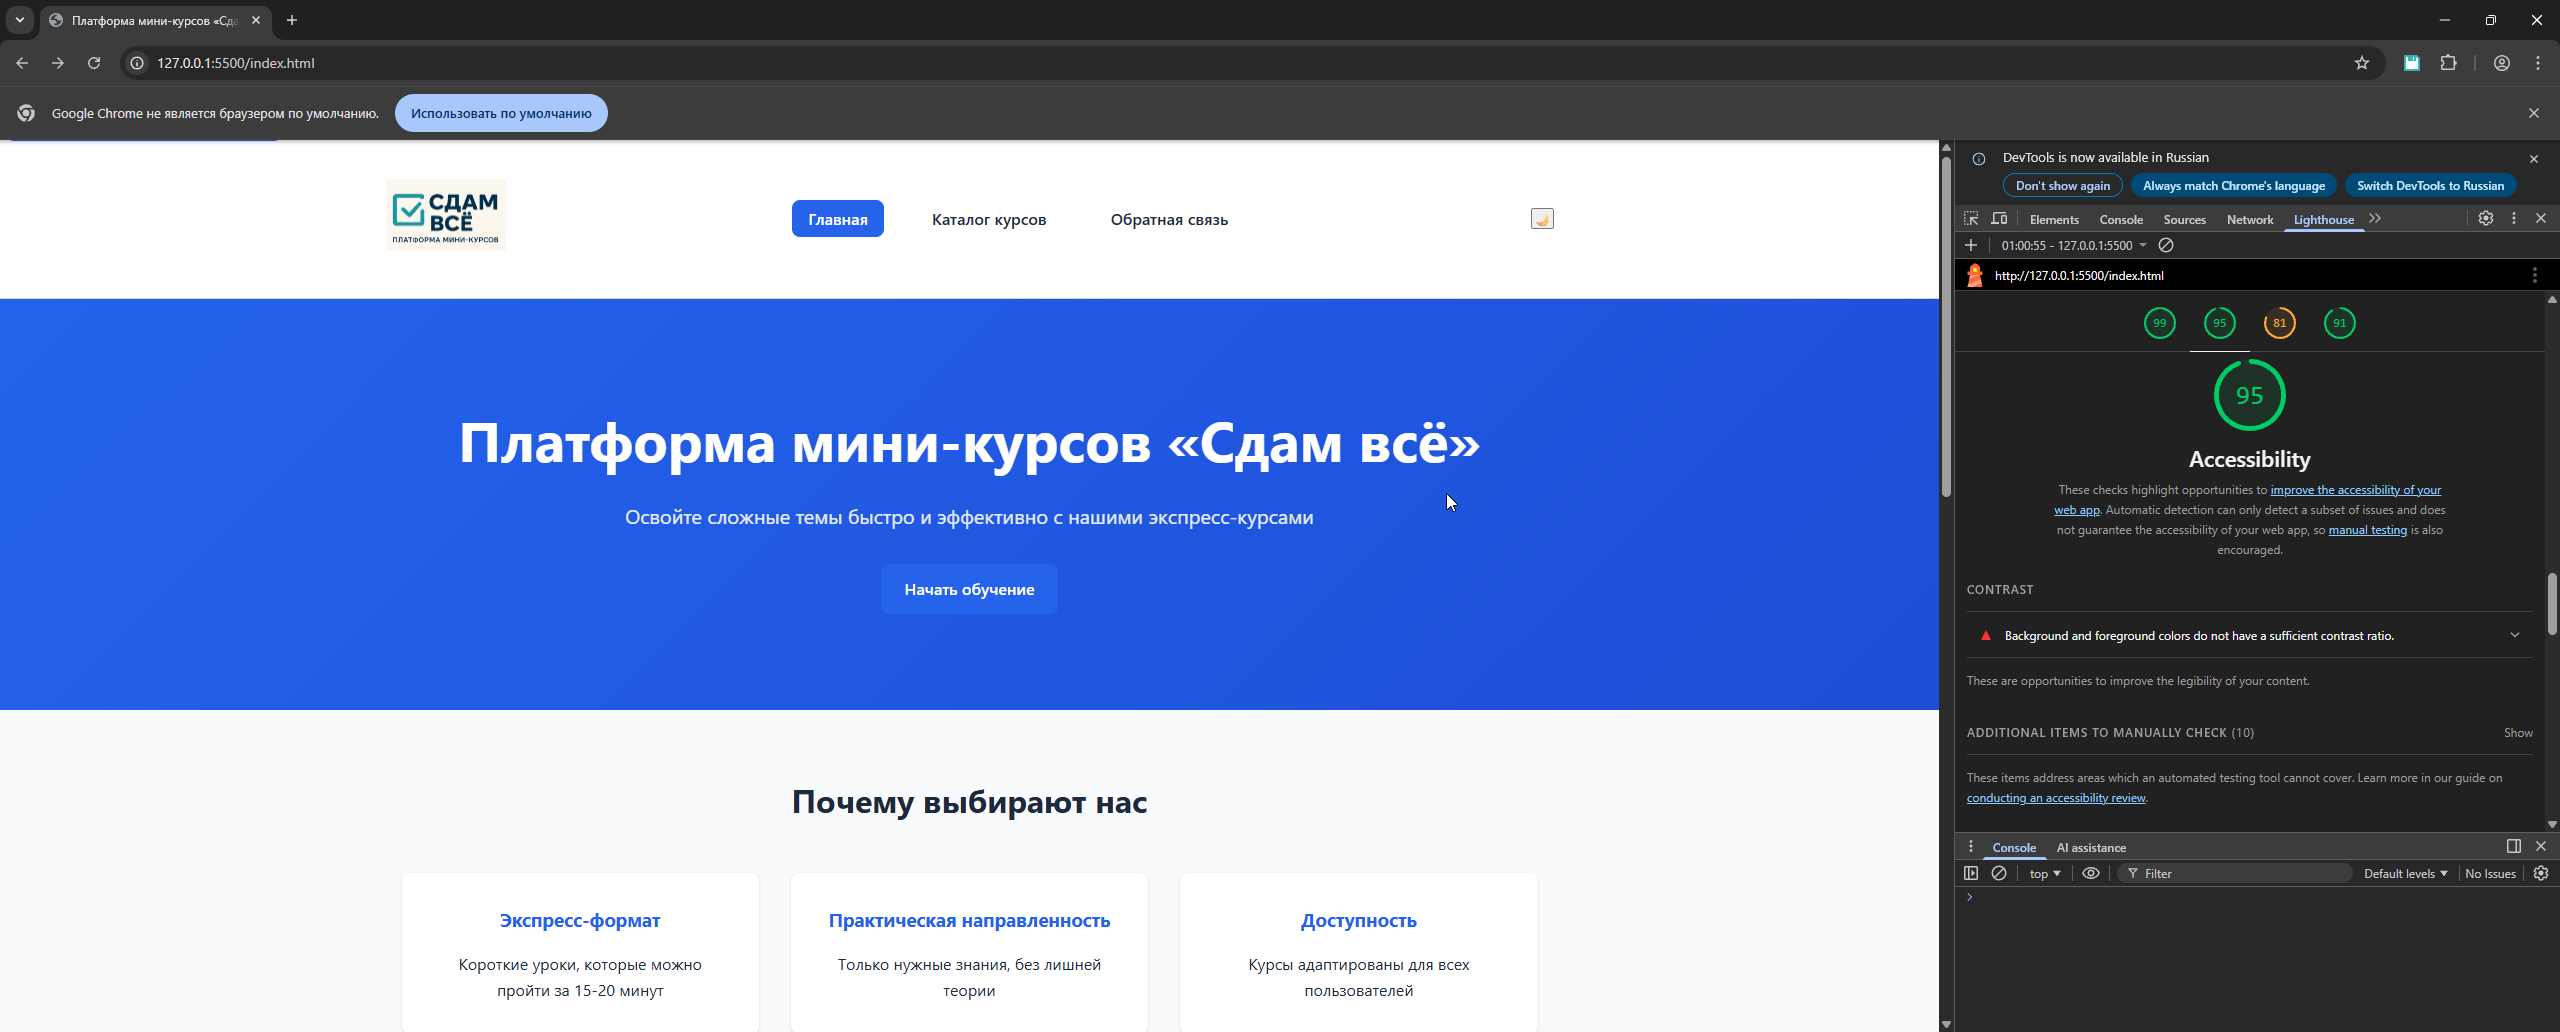 Платформа мини-курсов «Сда
127.0.0.1:5500/index.html
Google Chrome не является браузером по умолчанию.
Использовать по умолчанию
СДАМ
ВСЁ
ПЛАТФОРМА МИНИ-КУРСОВ
Главная
Каталог курсов
Обратная связь
Платформа мини-курсов «Сдам всё»
Освойте сложные темы быстро и эффективно с нашими экспресс-курсами
Начать обучение
Почему выбирают нас
Экспресс-формат
Короткие уроки, которые можно
пройти за 15-20 минут
Практическая направленность
Только нужные знания, без лишней
теории
Доступность
Курсы адаптированы для всех
пользователей
DevTools is now available in Russian
Don't show again
Always match Chrome's language
Switch DevTools to Russian
Elements
Console
Sources
Network
Lighthouse
01:00:55 - 127.0.0.1:5500
http://127.0.0.1:5500/index.html
99
95
81
91
95
Accessibility
These checks highlight opportunities to improve the accessibility of your
web app. Automatic detection can only detect a subset of issues and does
not guarantee the accessibility of your web app, so manual testing is also
encouraged.
CONTRAST
Background and foreground colors do not have a sufficient contrast ratio.
These are opportunities to improve the legibility of your content.
ADDITIONAL ITEMS TO MANUALLY CHECK (10)
Show
These items address areas which an automated testing tool cannot cover. Learn more in our guide on
conducting an accessibility review.
Console
AI assistance
top
Filter
Default levels
No Issues